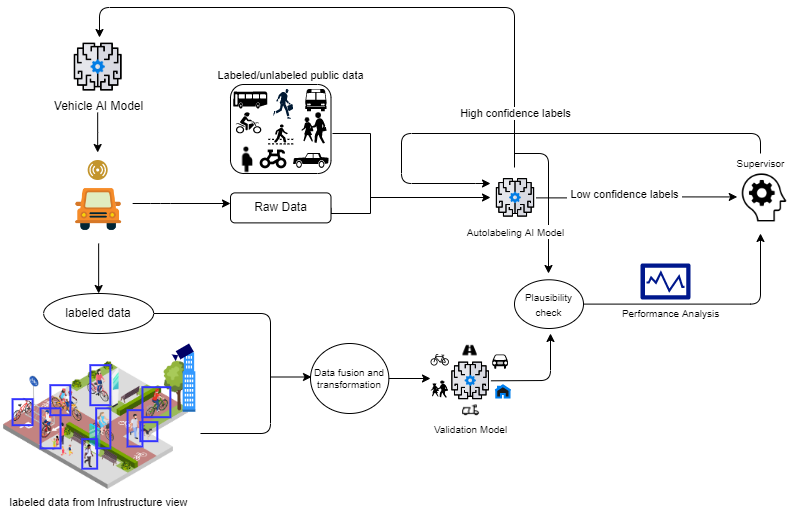 Labeled/unlabeled public data
Vehicle AI Model
High confidence labels
Supervisor
Raw Data
Low confidence labels
Autolabeling AI Model
labeled data
Plausibility
check
Performance Analysis
Data fusion and
transformation
Validation Model
labeled data from Infrustructure view